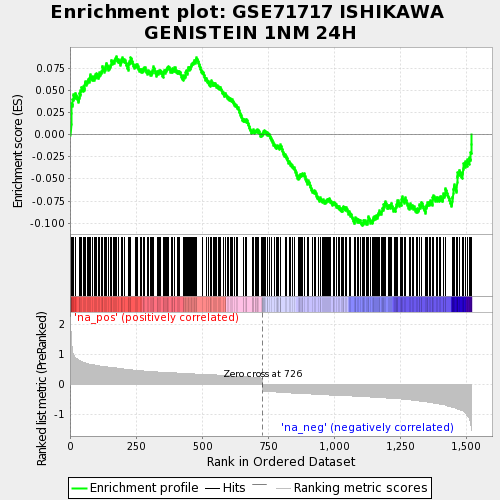 Enrichment plot: GSE71717 ISHIKAWA
GENISTEIN 1NM 24H
Enrichment score (ES)
0.075
0.050
0.025
0.000
-0.025
-0.050
-0.075
-0.100
'na_pos' (positively correlated)
Ranked list metric (PreRanked)
2
1
0
-1
Zero cross at 726
'na_neg' (negatively correlated)
0
250
500
750
1,000
1,250
1,500
Rank in Ordered Dataset
Enrichment profile
Hits
Ranking metric scores